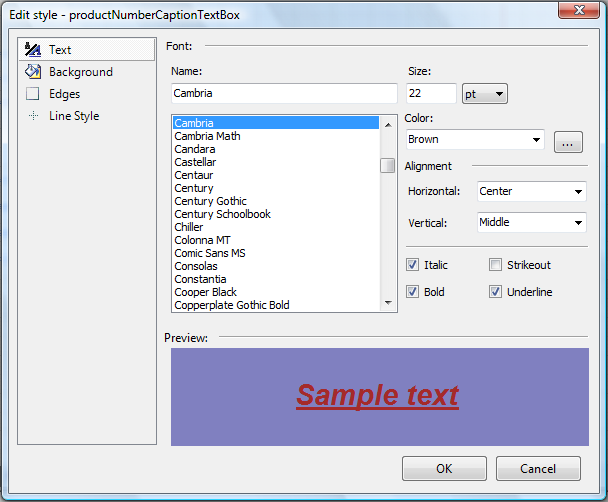 Edit style - productNumberCaptionTextBox
Text
Background
Edges
Line Style
Font:
Name:
Size:
Cambria
22
pt
Cambria
Cambria Math
Candara
Castellar
Centaur
Century
Century Gothic
Century Schoolbook
Chiller
Colonna MT
Comic Sans MS
Consolas
Constantia
Cooper Black
Copperplate Gothic Bold
Color:
Brown
...
Alignment
Horizontal:
Center
Vertical:
Middle
Italic
Strikeout
Bold
Underline
Preview:
Sample text
OK
Cancel